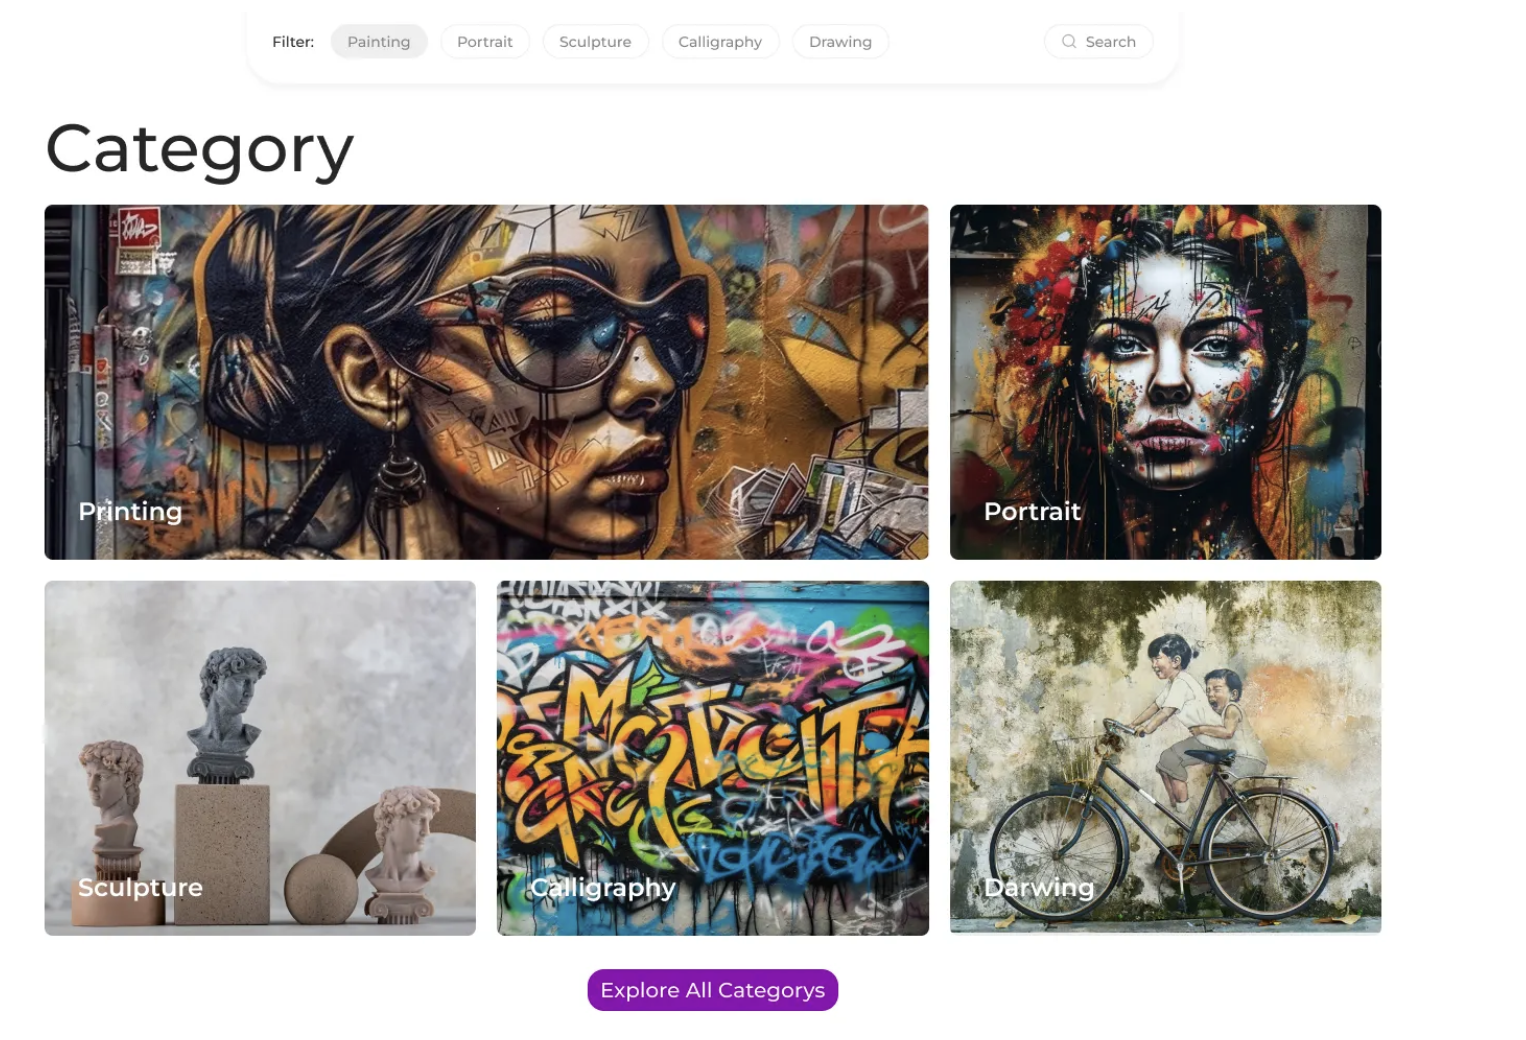 Filter: Painting Portrait Sculpture Calligraphy Drawing Search
Category
Printing
Portrait
Sculpture
Calligraphy
Darwing
Explore All Categorys